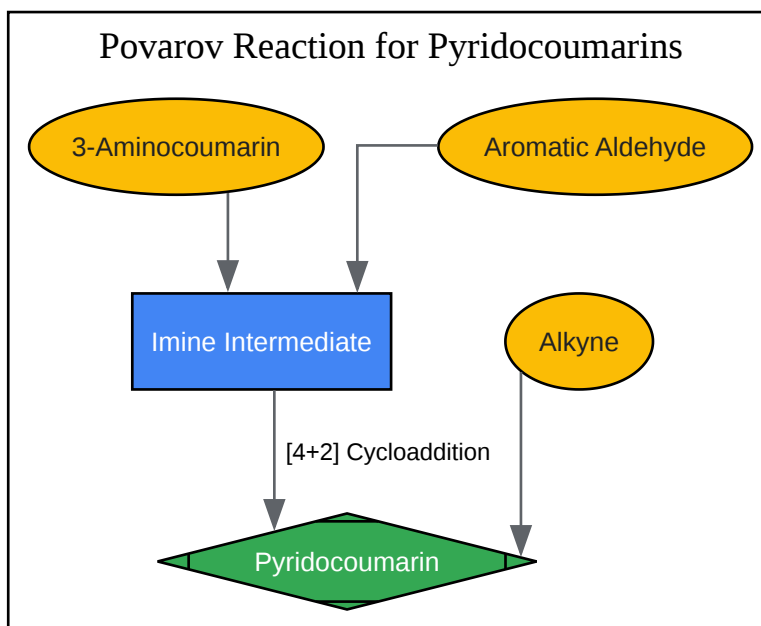 Povarov Reaction for Pyridocoumarins
3-Aminocoumarin
Aromatic Aldehyde
Imine Intermediate
Alkyne
[4+2] Cycloaddition
Pyridocoumarin